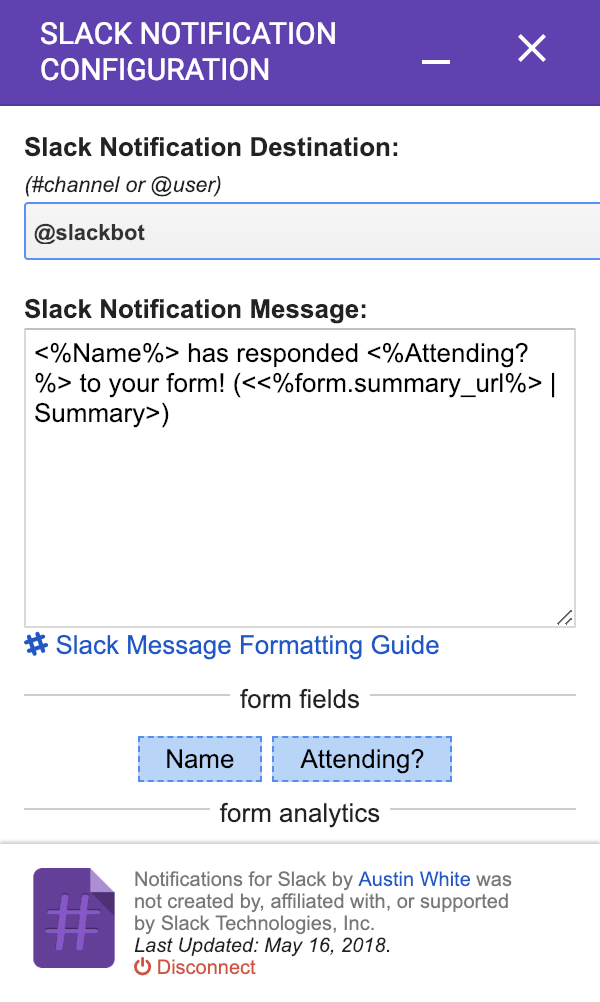 SLACK NOTIFICATION
CONFIGURATION
Slack Notification Destination:
(#channel or @user)
@slackbot
Slack Notification Message:
<%Name%> has responded <%Attending?
%> to your form! (<<%form.summary_url%> |
Summary>)
Slack Message Formatting Guide
form fields
Name Attending?
form analytics
Notifications for Slack by Austin White was
not created by, affiliated with, or supported
by Slack Technologies, Inc.
Last Updated: May 16, 2018.
Disconnect